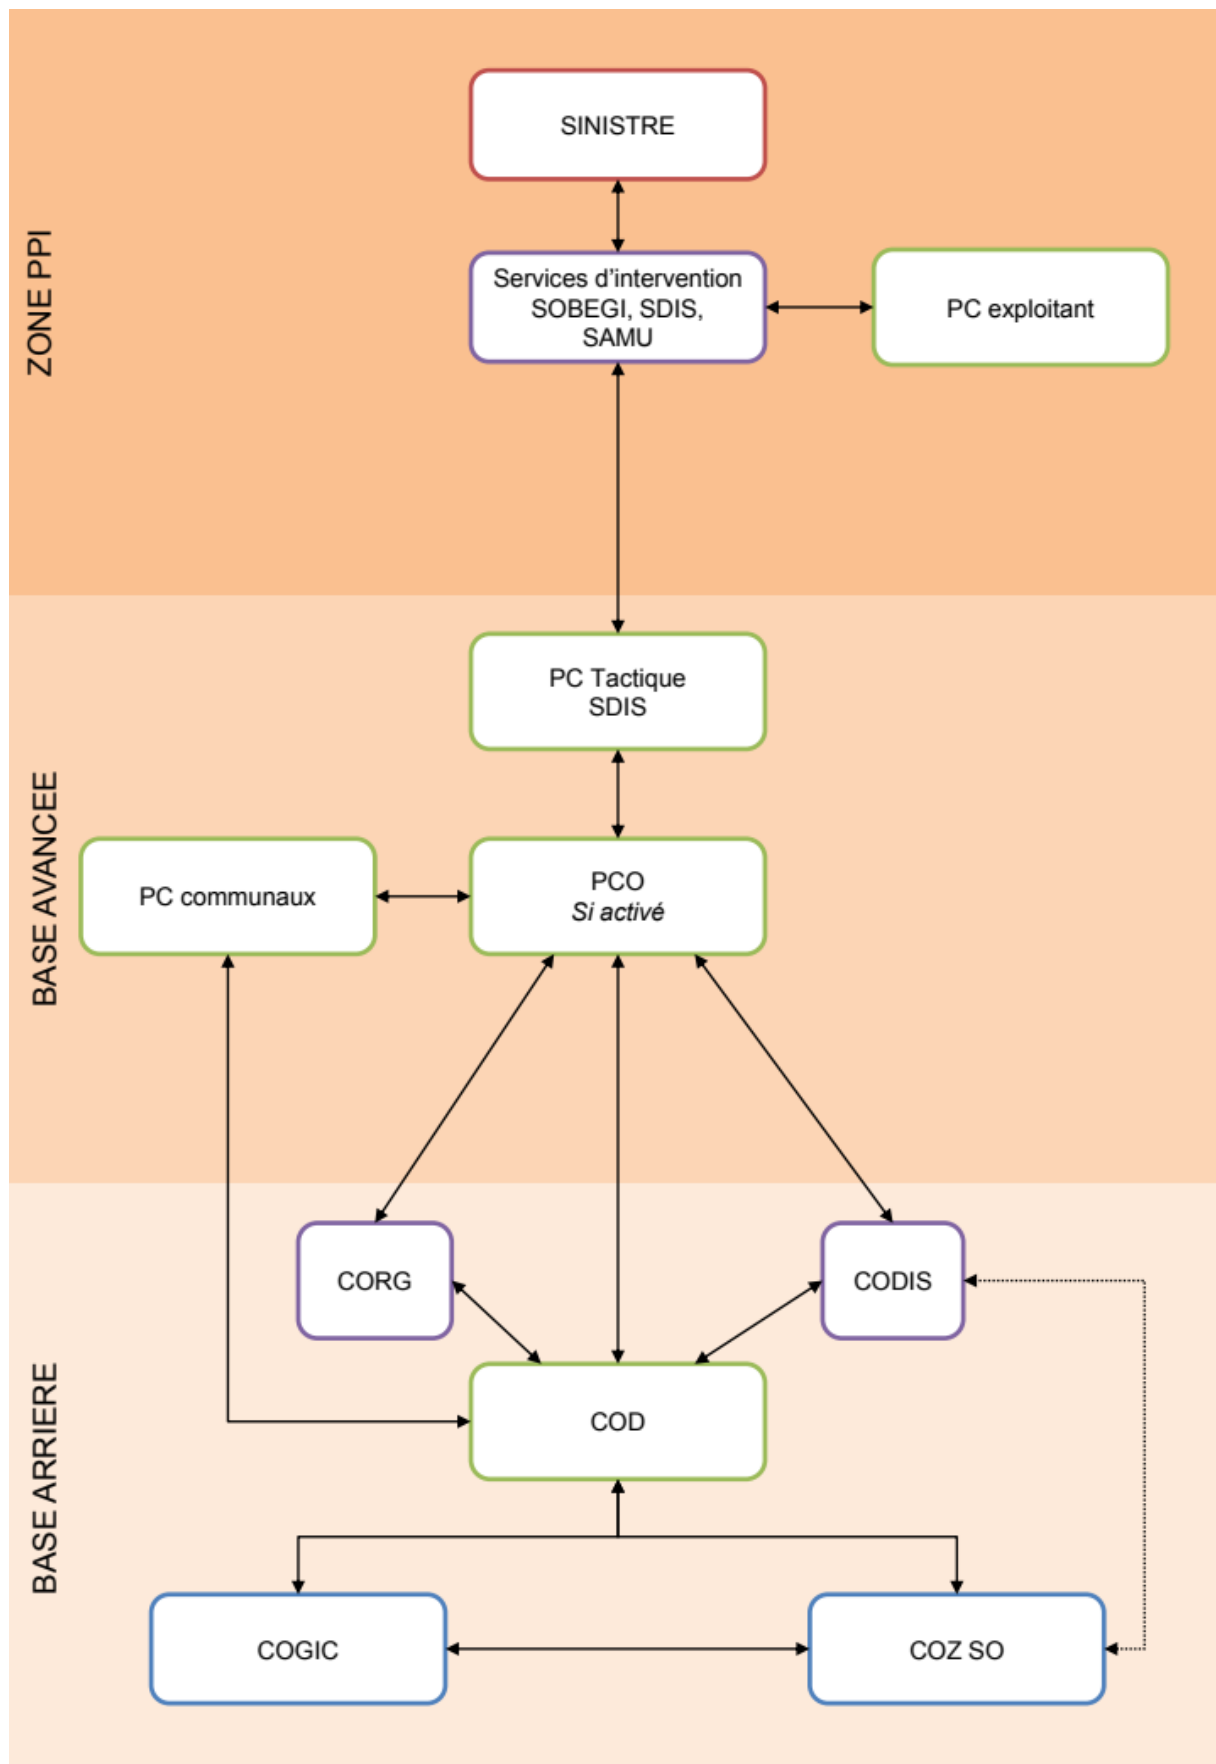 ZONE PPI
SINISTRE
Services d'intervention
SOBEGI, SDIS,
SAMU
PC exploitant
BASE AVANCEE
PC Tactique
SDIS
PC communaux
PCO
Si activé
BASE ARRIERE
CORG
CODIS
COD
COGIC
COZ SO